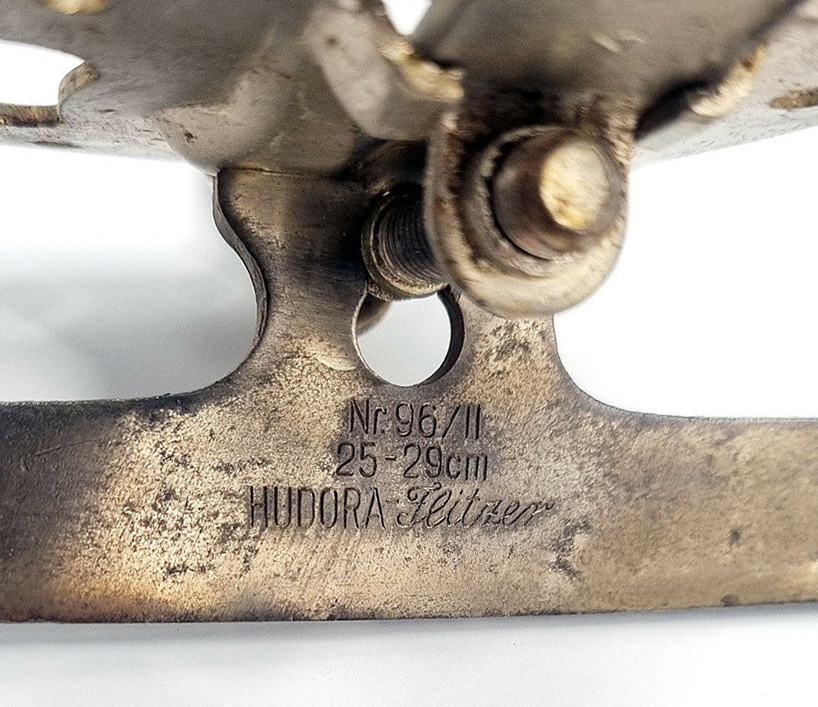 Nr. 96/II
25-29cm
HUDORA-Flitzer